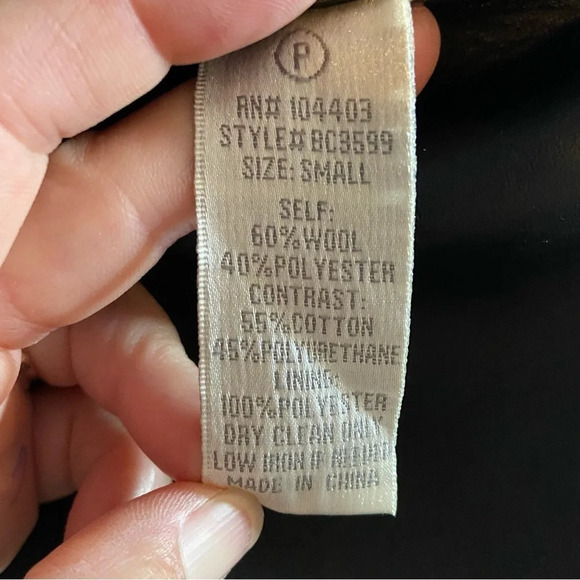 P
RN# 104403
STYLE# BC3599
SIZE: SMALL
SELF:
60%WOOL
40%POLYESTER
CONTRAST:
55%COTTON
45%POLYURETHANE
LINING:
100%POLYESTER
DRY CLEAN ONLY
LOW IRON IF NEEDED
MADE IN CHINA